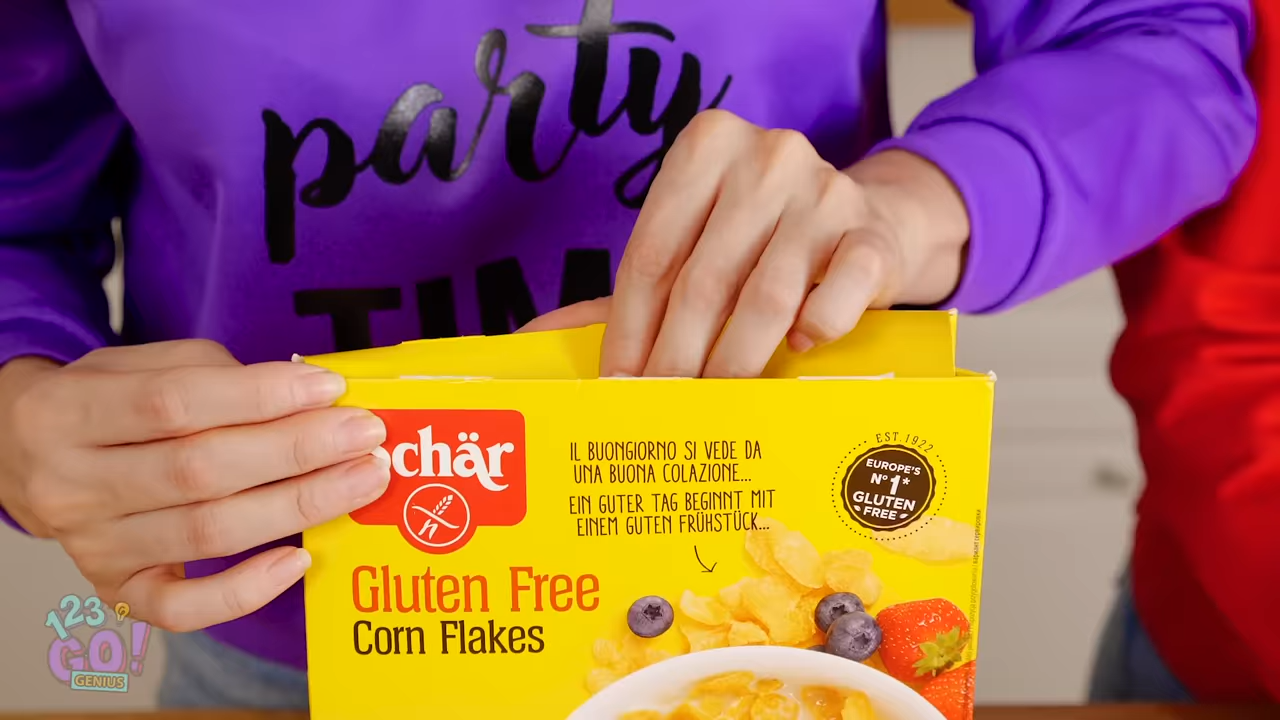 party
TIM
chär
IL BUONGIORNO SI VEDE DA
UNA BUONA COLAZIONE...
EIN GUTER TAG BEGINNT MIT
EINEM GUTEN FRÜHSTÜCK...
EST.1922
EUROPE'S
N° 1*
GLUTEN
FREE
Gluten Free
Corn Flakes
123
GO!
GENIUS